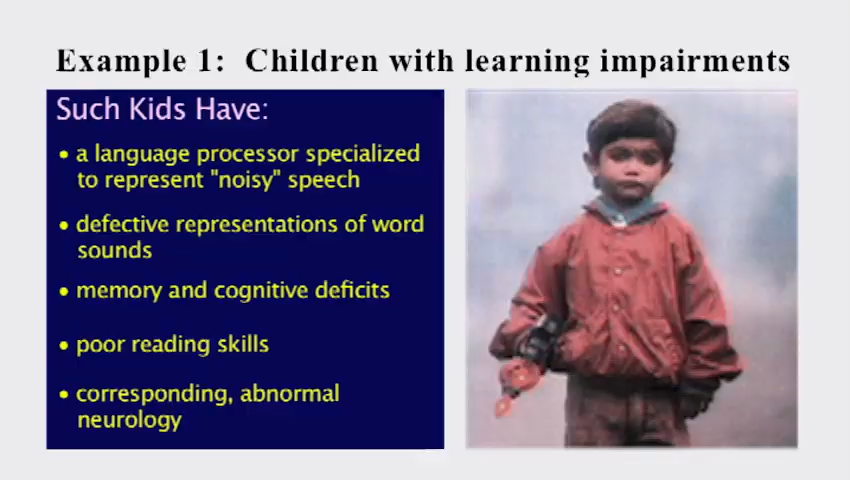 Example 1: Children with learning impairments
Such Kids Have:
• a language processor specialized
to represent "noisy" speech
• defective representations of word
sounds
• memory and cognitive deficits
• poor reading skills
• corresponding, abnormal
neurology